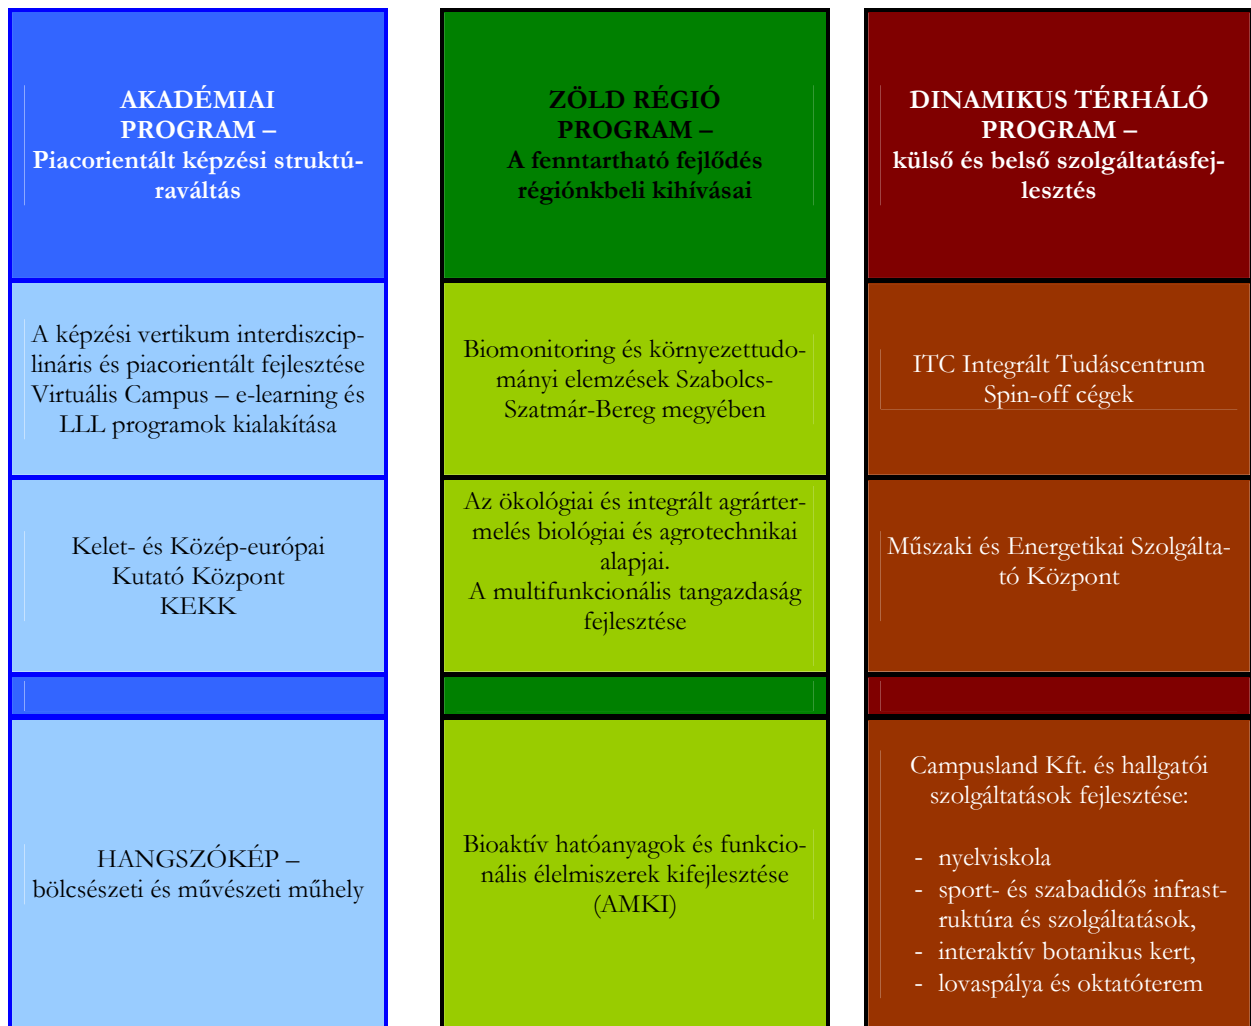 AKADÉMIAI
PROGRAM –
Piacorientált képzési struktú-
raváltás
A képzési vertikum interdiszcip-
lináris és piacorientált fejlesztése
Virtuális Campus – e-learning és
LLL programok kialakítása
Kelet- és Közép-európai
Kutató Központ
KEKK
HANGSZÓKÉP –
bölcsészeti és művészeti műhely
ZÖLD RÉGIÓ
PROGRAM –
A fenntartható fejlődés
régiónkbeli kihívásai
Biomonitoring és környezettudo-
mányi elemzések Szabolcs-
Szatmár-Bereg megyében
Az ökológiai és integrált agrárter-
melés biológiai és agrotechnikai
alapjai.
A multifunkcionális tangazdaság
fejlesztése
Bioaktív hatóanyagok és funkcio-
nális élelmiszerek kifejlesztése
(AMKI)
DINAMIKUS TÉRHÁLÓ
PROGRAM –
külső és belső szolgáltatásfej-
lesztés
ITC Integrált Tudáscentrum
Spin-off cégek
Műszaki és Energetikai Szolgálta-
tó Központ
Campusland Kft. és hallgatói
szolgáltatások fejlesztése:
- nyelviskola
- sport- és szabadidős infrast-
ruktúra és szolgáltatások,
- interaktív botanikus kert,
- lovaspálya és oktatóterem